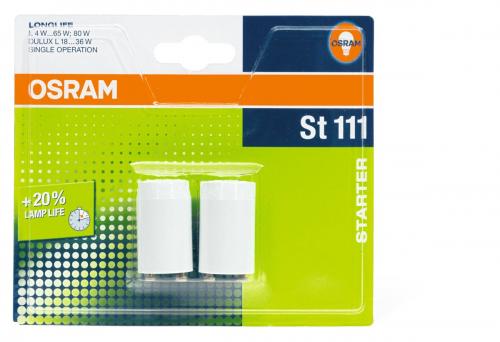 LONGLIFE
L 4 W...65 W; 80 W
DULUX L 18...36 W
SINGLE OPERATION
OSRAM
OSRAM
St 111
STARTER
+20%
LAMP LIFE